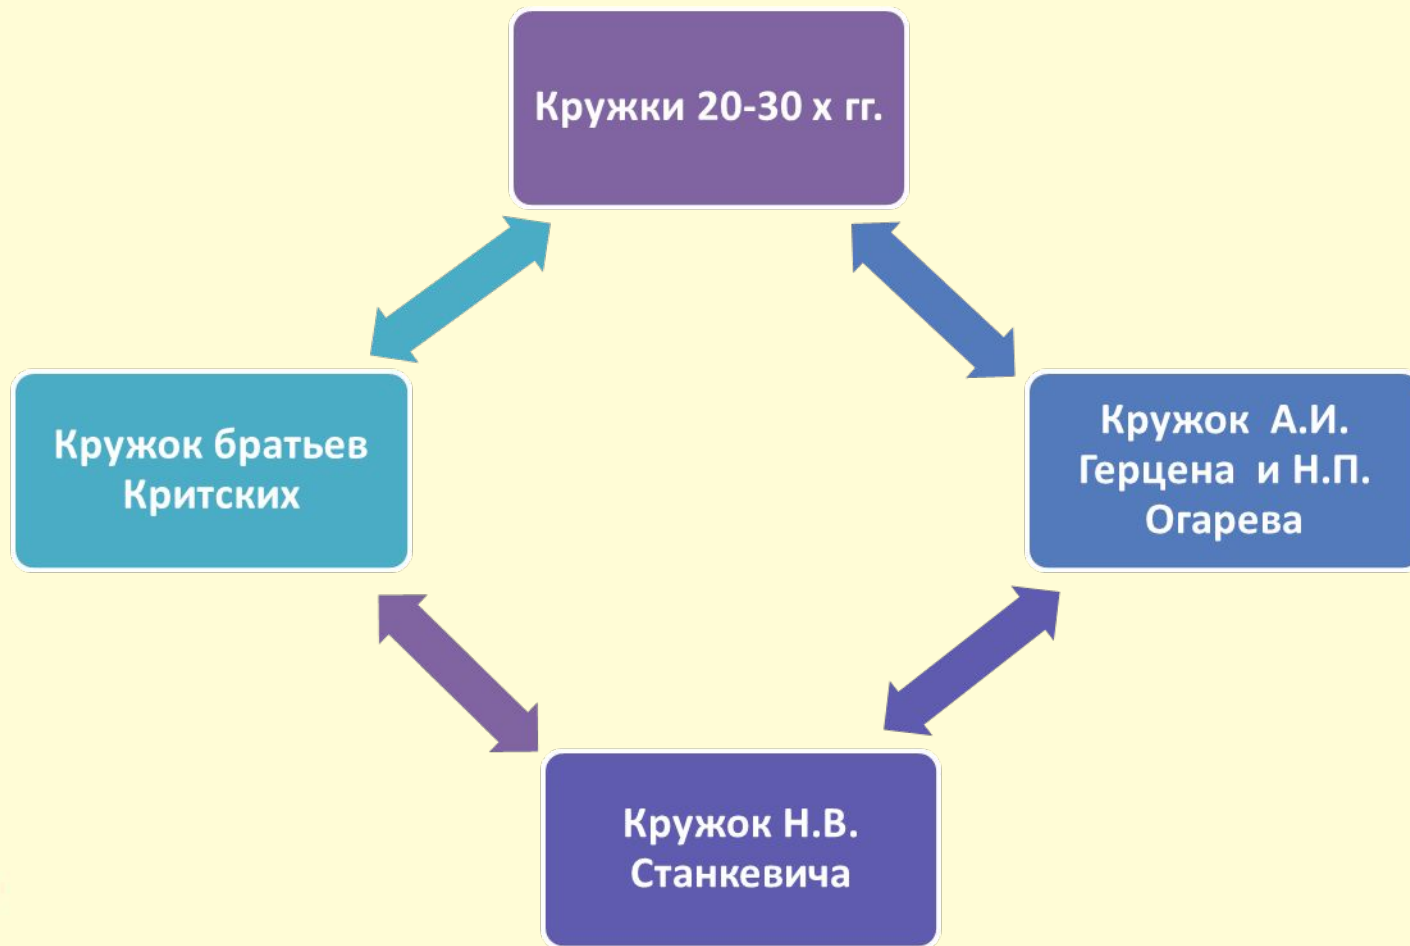 Кружки 20-30 х гг.
Кружок братьев
Критских
Кружок А.И.
Герцена и Н.П.
Огарева
Кружок Н.В.
Станкевича